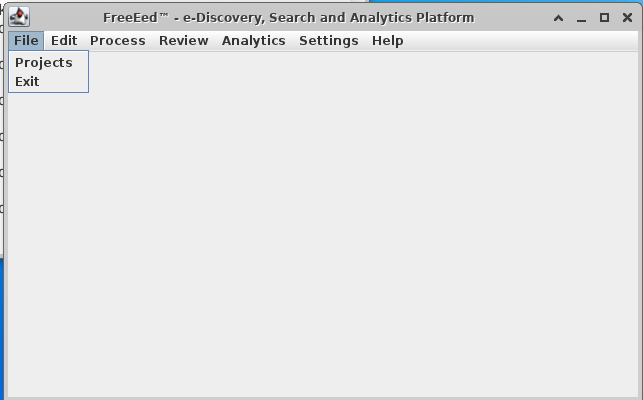 FreeEed™ - e-Discovery, Search and Analytics Platform
File Edit Process Review Analytics Settings Help
Projects
Exit